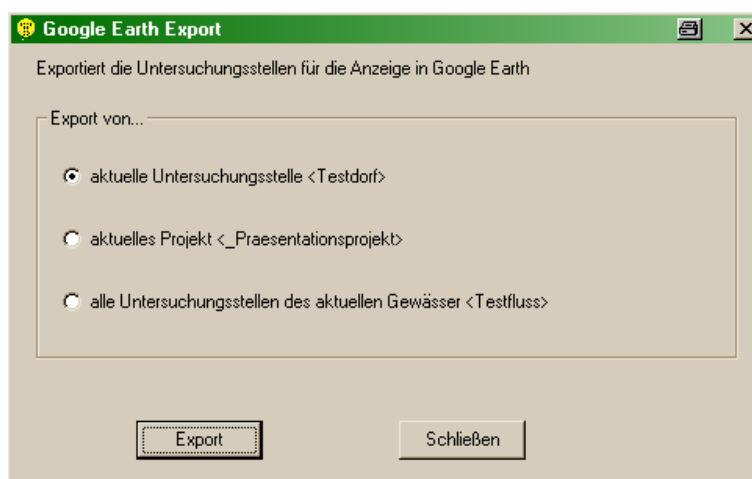 Google Earth Export
Exportiert die Untersuchungsstellen für die Anzeige in Google Earth
Export von...
aktuelle Untersuchungsstelle <Testdorf>
aktuelles Projekt <_Praesentationsprojekt>
alle Untersuchungsstellen des aktuellen Gewässer <Testfluss>
Export Schließen